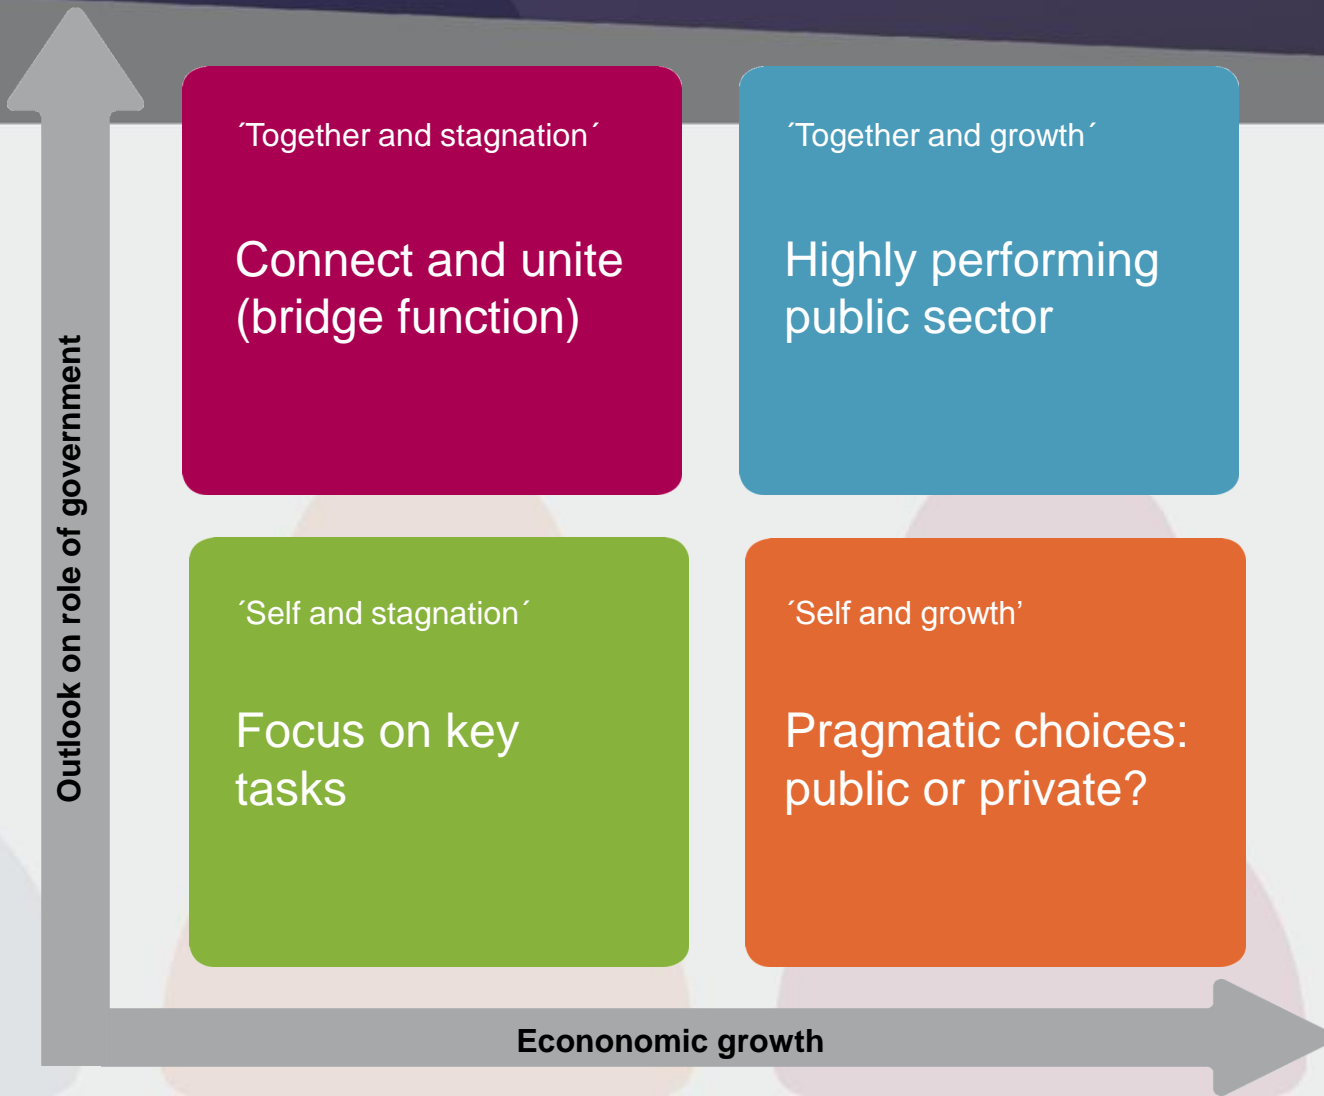 ´Together and stagnation´
Connect and unite
(bridge function)
´Together and growth´
Highly performing
public sector
Outlook on role of government
´Self and stagnation´
Focus on key
tasks
´Self and growth’
Pragmatic choices:
public or private?
Econonomic growth